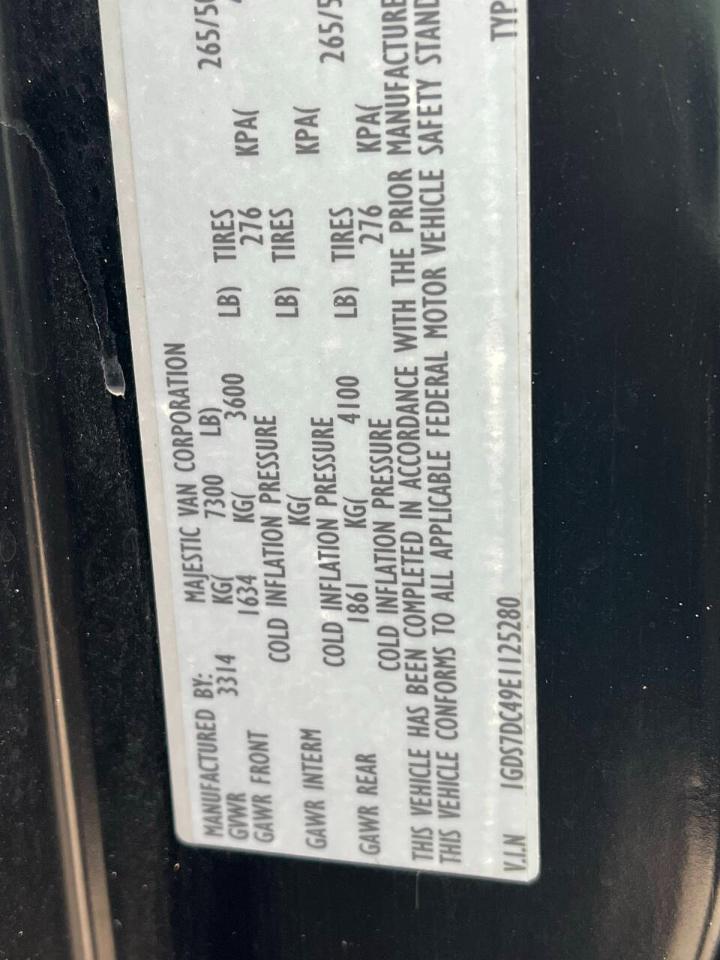 MANUFACTURED BY: MAJESTIC VAN CORPORATION
GVWR 3314 KG( 7300 LB)
GAWR FRONT 1634 KG( 3600 LB) TIRES 265/50
COLD INFLATION PRESSURE 276 KPA(
GAWR INTERM KG( LB) TIRES
COLD INFLATION PRESSURE KPA(
GAWR REAR 1861 KG( 4100 LB) TIRES 265/5
COLD INFLATION PRESSURE 276 KPA(
THIS VEHICLE HAS BEEN COMPLETED IN ACCORDANCE WITH THE PRIOR MANUFACTURE
THIS VEHICLE CONFORMS TO ALL APPLICABLE FEDERAL MOTOR VEHICLE SAFETY STAND
V.I.N 1GDS7DC49E1125280 TYP